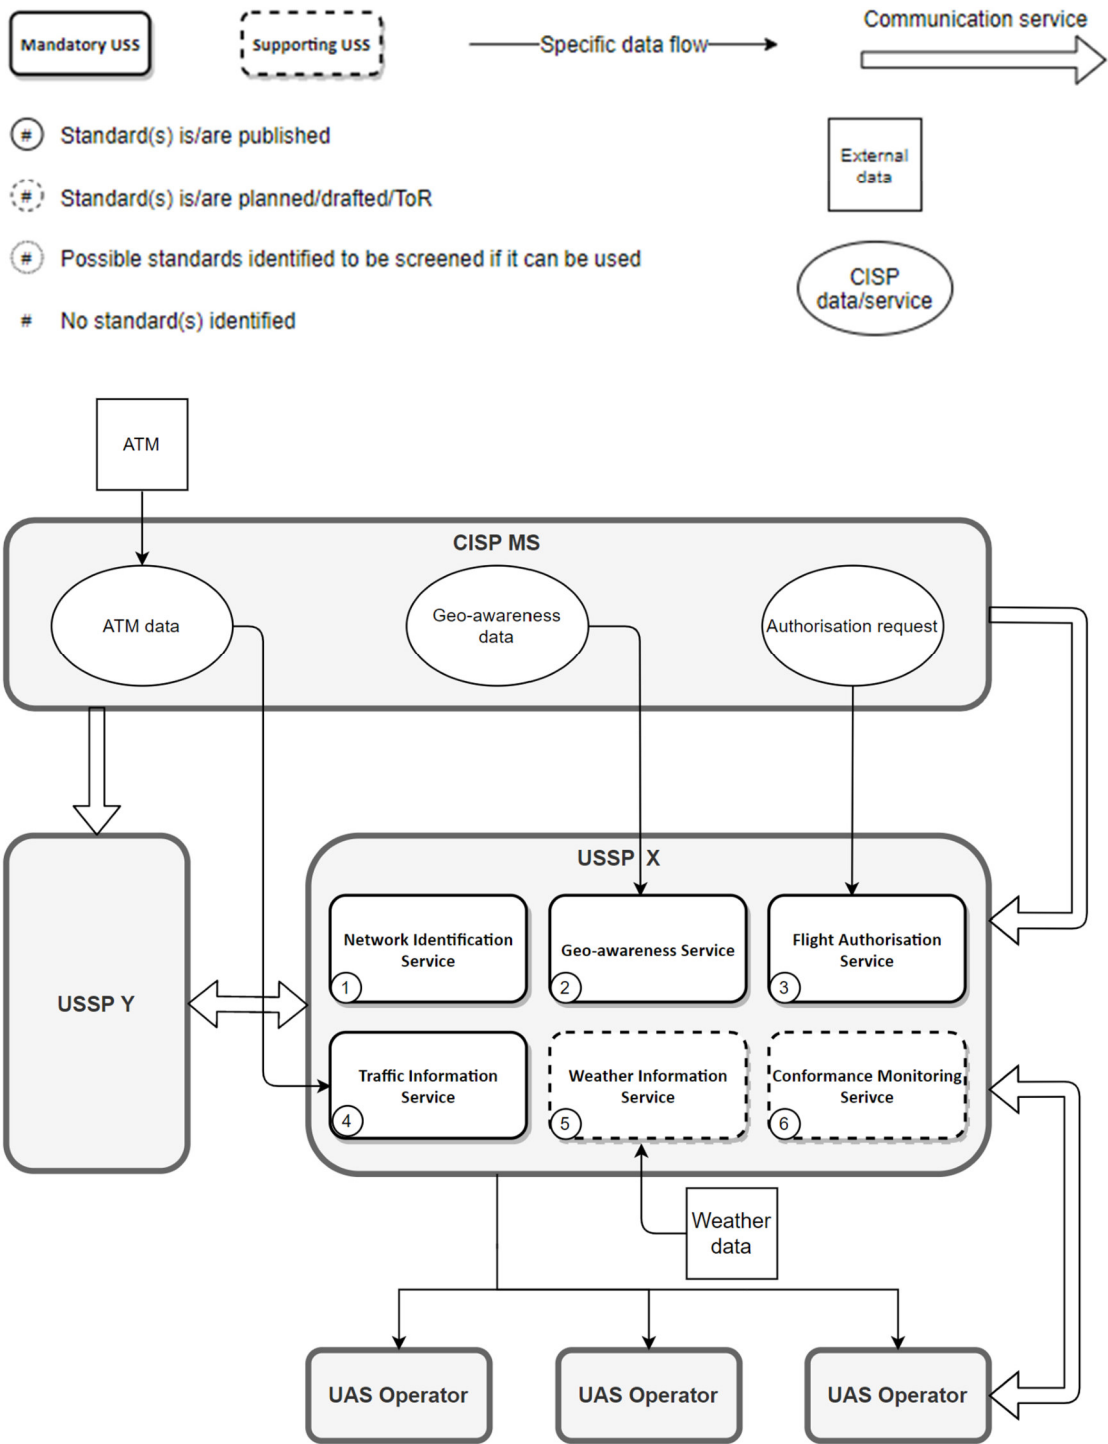 Mandatory USS
Supporting USS
Specific data flow
Communication service
# Standard(s) is/are published
# Standard(s) is/are planned/drafted/ToR
# Possible standards identified to be screened if it can be used
# No standard(s) identified
External
data
CISP
data/service
ATM
CISP MS
ATM data
Geo-awareness
data
Authorisation request
USSP Y
USSP X
Network Identification
Service
1
Geo-awareness Service
2
Flight Authorisation
Service
3
Traffic Information
Service
4
Weather Information
Service
5
Conformance Monitoring
Serivce
6
Weather
data
UAS Operator
UAS Operator
UAS Operator